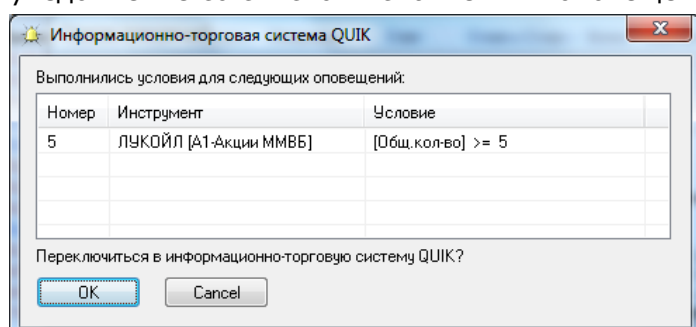 Информационно-торговая система QUIK
Выполнились условия для следующих оповещений:
Номер Инструмент Условие
5 ЛУКОЙЛ [А1-Акции ММВБ] [Общ.кол-во] >= 5
Переключиться в информационно-торговую систему QUIK?
OK Cancel